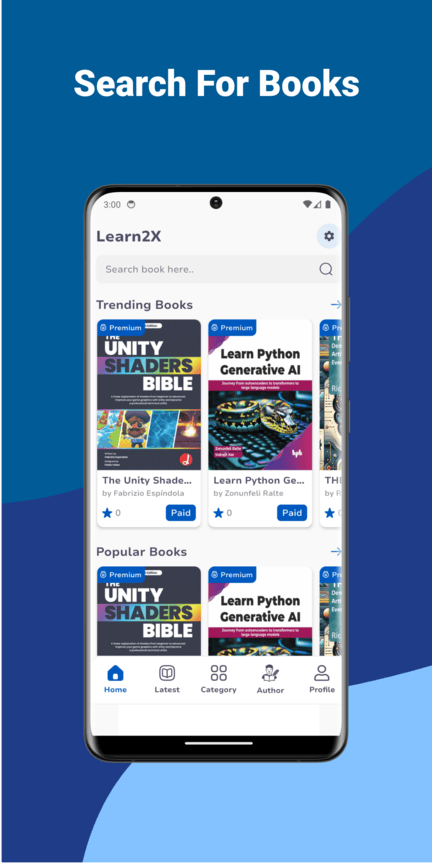 Search For Books
3:00
Learn2X
Search book here..
Trending Books
Premium
THE
UNITY
SHADERS
BIBLE
Premium
Learn Python
Generative AI
Journey from autoencoders to transformers to
large language models
Zonunfeli Ralte
bpb
The Unity Shade...
by Fabrizio Espindola
0
Paid
Learn Python Ge...
by Zonunfeli Ralte
0
Paid
Popular Books
Premium
THE
UNITY
SHADERS
BIBLE
Premium
Learn Python
Generative AI
Journey from autoencoders to transformers to
large language models
Home
Latest
Category
Author
Profile